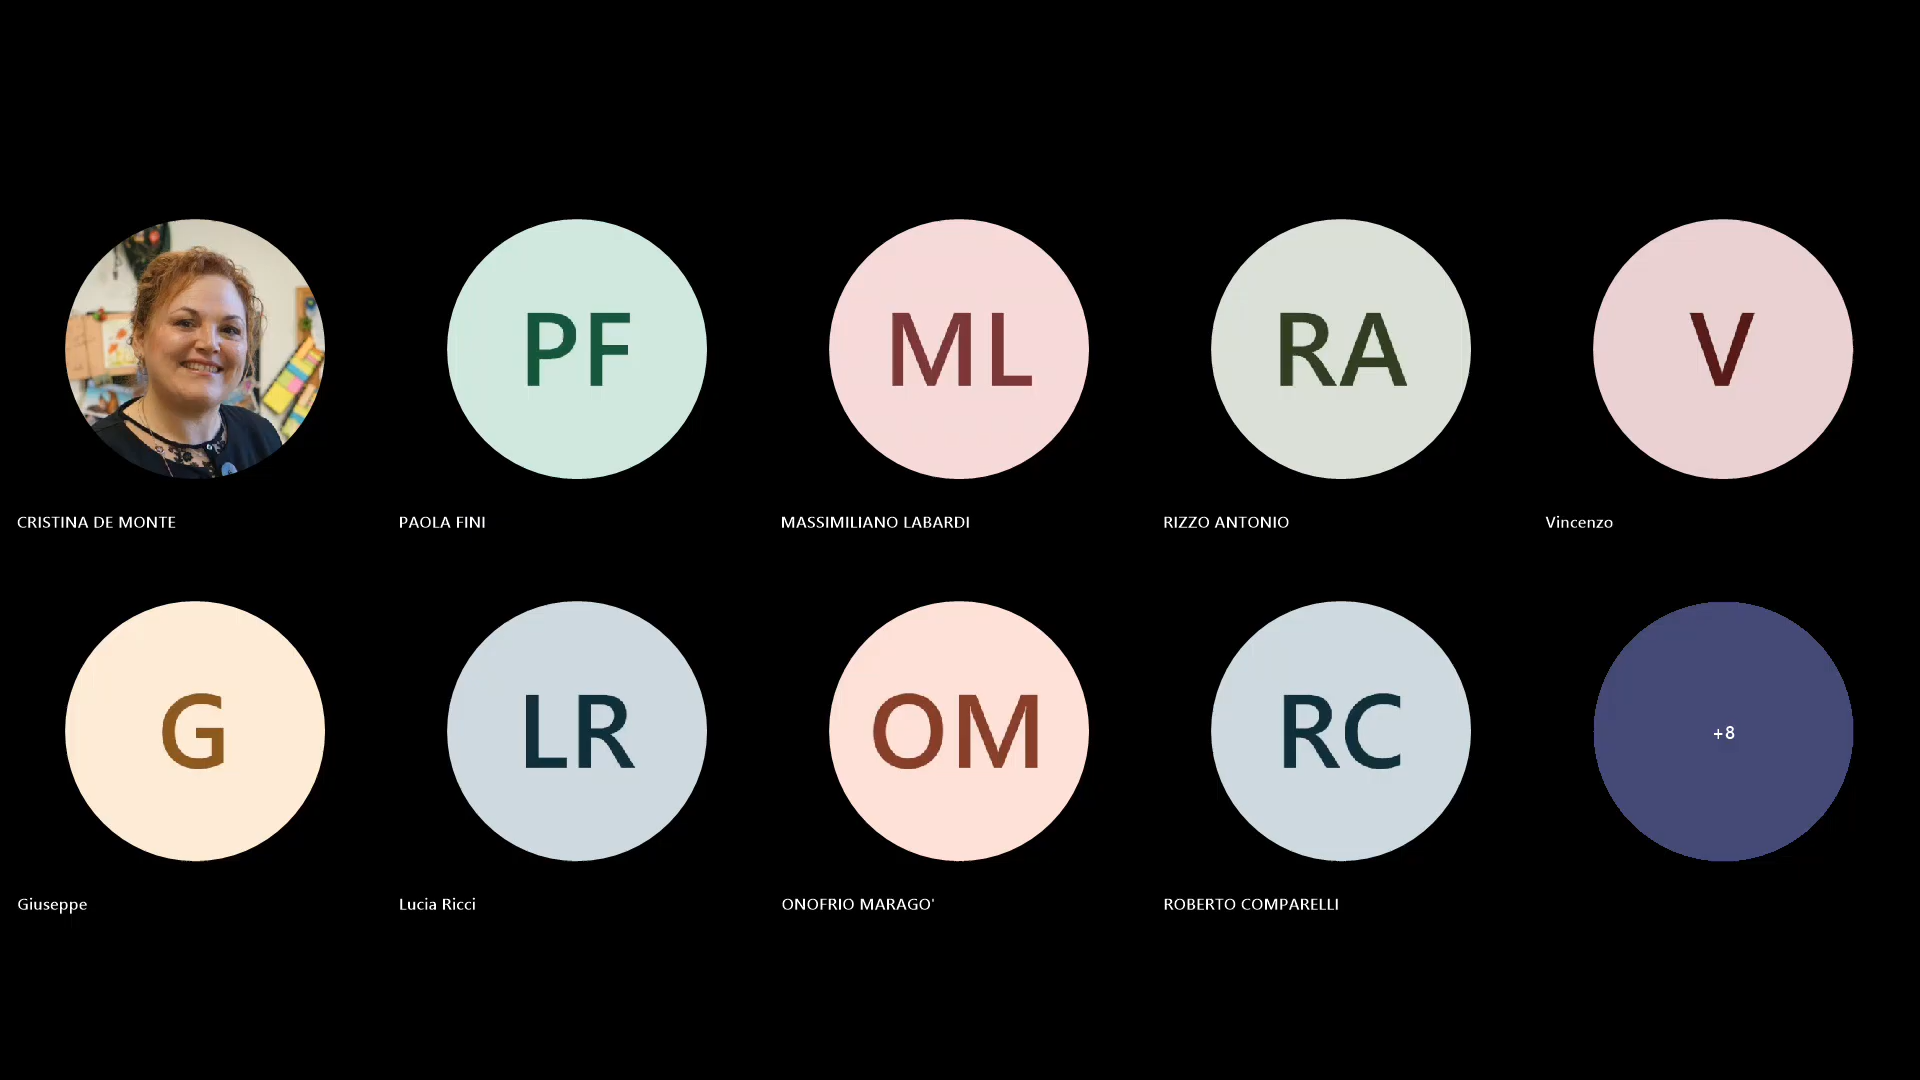 PF
ML
RA
V
CRISTINA DE MONTE
PAOLA FINI
MASSIMILIANO LABARDI
RIZZO ANTONIO
Vincenzo
G
LR
OM
RC
+8
Giuseppe
Lucia Ricci
ONOFRIO MARAGO'
ROBERTO COMPARELLI